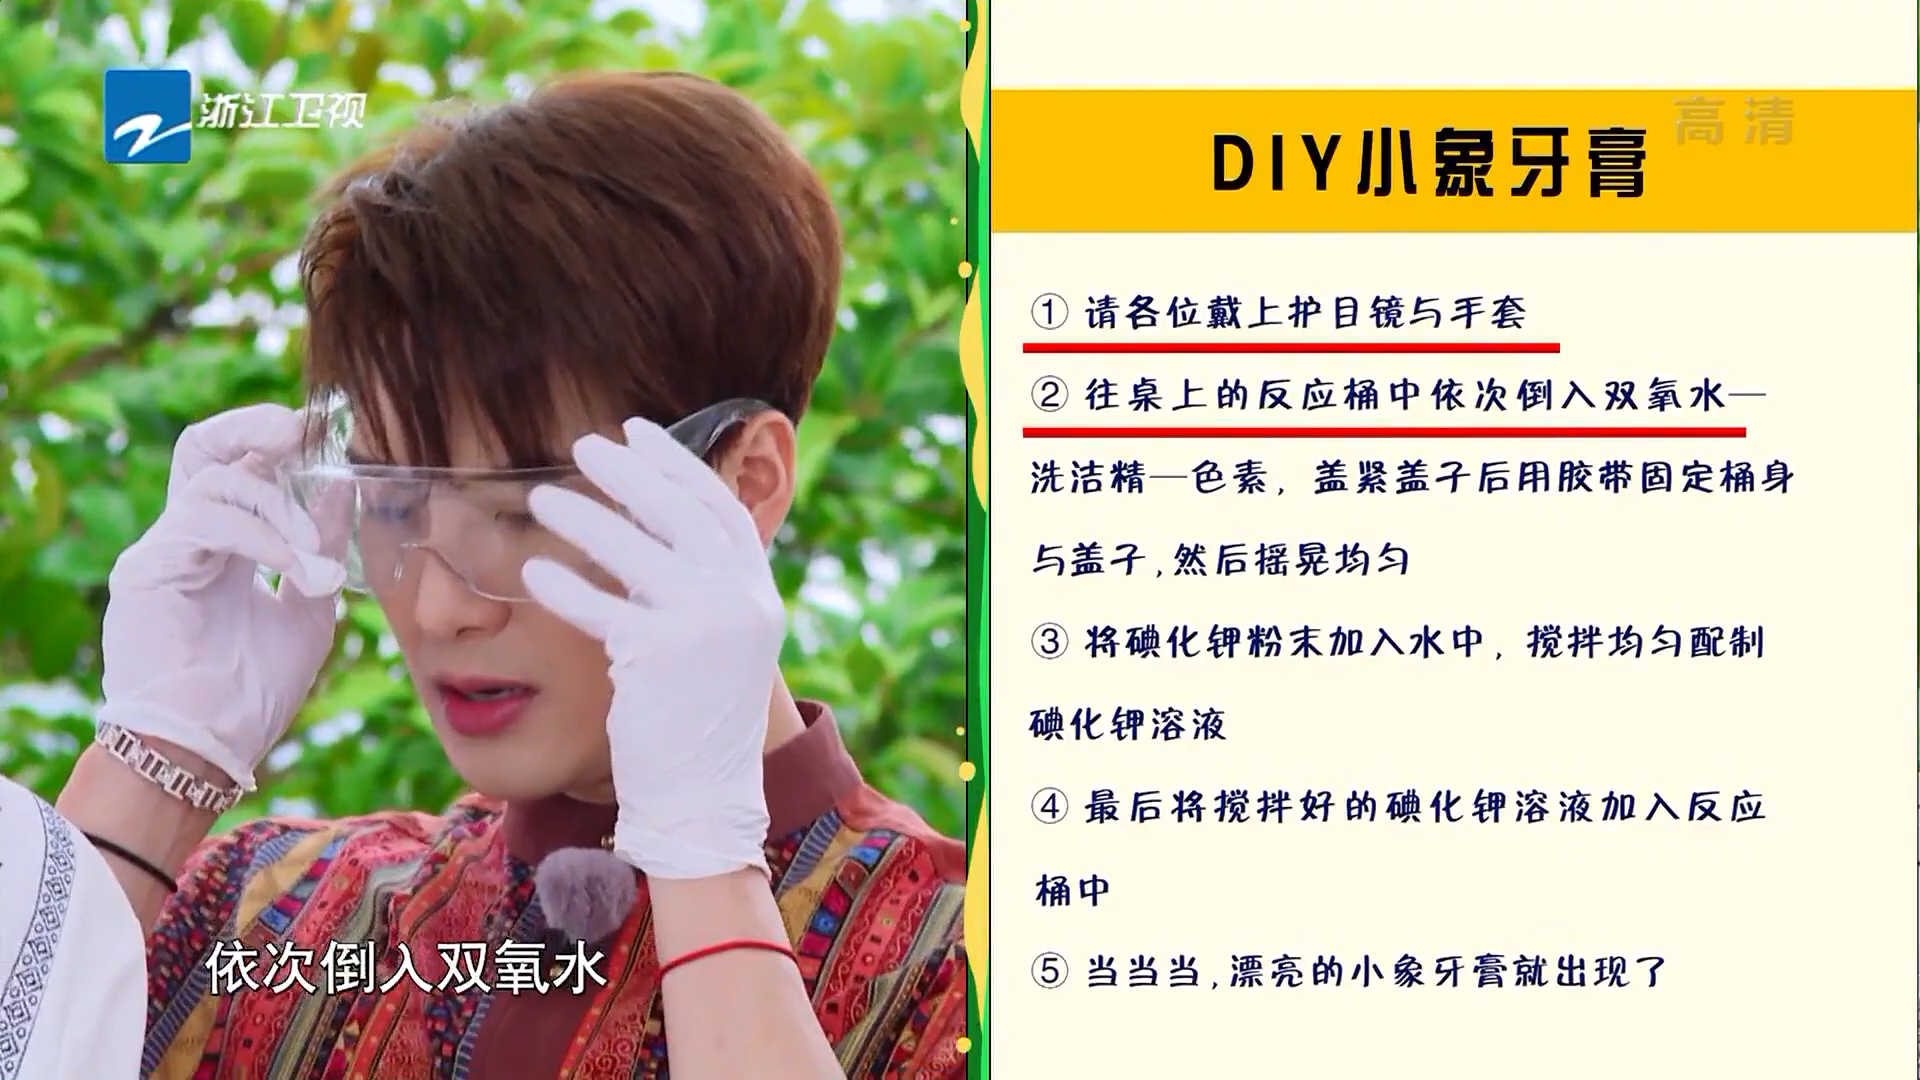 浙江卫视
高清
DIY小象牙膏
① 请各位戴上护目镜与手套
② 往桌上的反应桶中依次倒入双氧水—
洗洁精—色素，盖紧盖子后用胶带固定桶身
与盖子,然后摇晃均匀
③ 将碘化钾粉末加入水中，搅拌均匀配制
碘化钾溶液
④ 最后将搅拌好的碘化钾溶液加入反应
桶中
⑤ 当当当,漂亮的小象牙膏就出现了
依次倒入双氧水